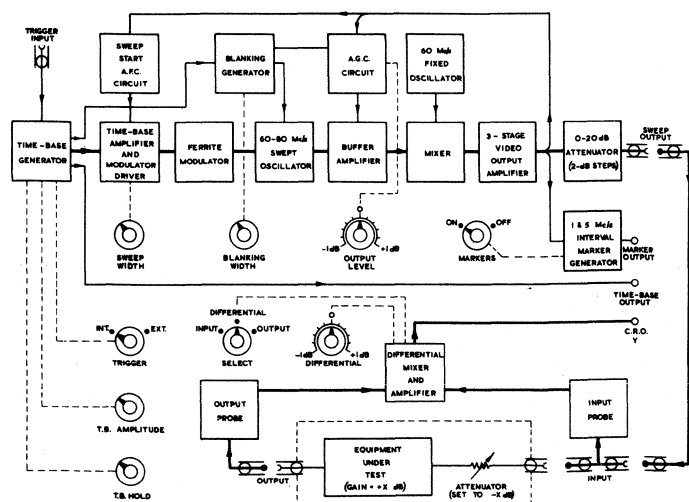 TRIGGER
INPUT
SWEEP
START
A.F.C.
CIRCUIT
BLANKING
GENERATOR
A.G.C.
CIRCUIT
60 Mc/s
FIXED
OSCILLATOR
TIME-BASE
GENERATOR
TIME-BASE
AMPLIFIER
AND
MODULATOR
DRIVER
FERRITE
MODULATOR
60-80 Mc/s
SWEPT
OSCILLATOR
BUFFER
AMPLIFIER
MIXER
3 - STAGE
VIDEO
OUTPUT
AMPLIFIER
0-20dB
ATTENUATOR
(2-dB STEPS)
SWEEP
OUTPUT
SWEEP
WIDTH
BLANKING
WIDTH
-1dB
+1dB
OUTPUT
LEVEL
ON
OFF
MARKERS
1 & 5 Mc/s
INTERVAL
MARKER
GENERATOR
MARKER
OUTPUT
TIME-BASE
OUTPUT
INT.
EXT.
TRIGGER
DIFFERENTIAL
INPUT
OUTPUT
SELECT
-1dB
+1dB
DIFFERENTIAL
DIFFERENTIAL
MIXER
AND
AMPLIFIER
C.R.O.
Y
T.B. AMPLITUDE
OUTPUT
PROBE
INPUT
PROBE
T.B. HOLD
OUTPUT
EQUIPMENT
UNDER
TEST
(GAIN = +X dB)
ATTENUATOR
(SET TO -X dB)
INPUT